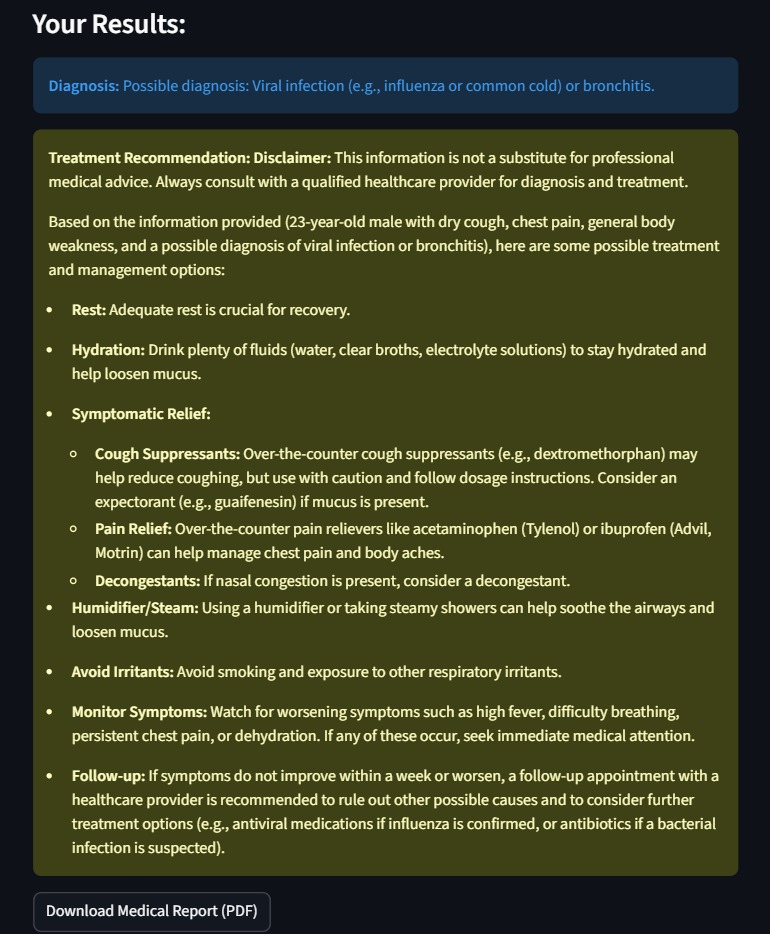 Your Results:
Diagnosis: Possible diagnosis: Viral infection (e.g., influenza or common cold) or bronchitis.
Treatment Recommendation: Disclaimer: This information is not a substitute for professional
medical advice. Always consult with a qualified healthcare provider for diagnosis and treatment.
Based on the information provided (23-year-old male with dry cough, chest pain, general body
weakness, and a possible diagnosis of viral infection or bronchitis), here are some possible treatment
and management options:
• Rest: Adequate rest is crucial for recovery.
• Hydration: Drink plenty of fluids (water, clear broths, electrolyte solutions) to stay hydrated and
help loosen mucus.
• Symptomatic Relief:
◦ Cough Suppressants: Over-the-counter cough suppressants (e.g., dextromethorphan) may
help reduce coughing, but use with caution and follow dosage instructions. Consider an
expectorant (e.g., guaifenesin) if mucus is present.
◦ Pain Relief: Over-the-counter pain relievers like acetaminophen (Tylenol) or ibuprofen (Advil,
Motrin) can help manage chest pain and body aches.
◦ Decongestants: If nasal congestion is present, consider a decongestant.
• Humidifier/Steam: Using a humidifier or taking steamy showers can help soothe the airways and
loosen mucus.
• Avoid Irritants: Avoid smoking and exposure to other respiratory irritants.
• Monitor Symptoms: Watch for worsening symptoms such as high fever, difficulty breathing,
persistent chest pain, or dehydration. If any of these occur, seek immediate medical attention.
• Follow-up: If symptoms do not improve within a week or worsen, a follow-up appointment with a
healthcare provider is recommended to rule out other possible causes and to consider further
treatment options (e.g., antiviral medications if influenza is confirmed, or antibiotics if a bacterial
infection is suspected).
Download Medical Report (PDF)